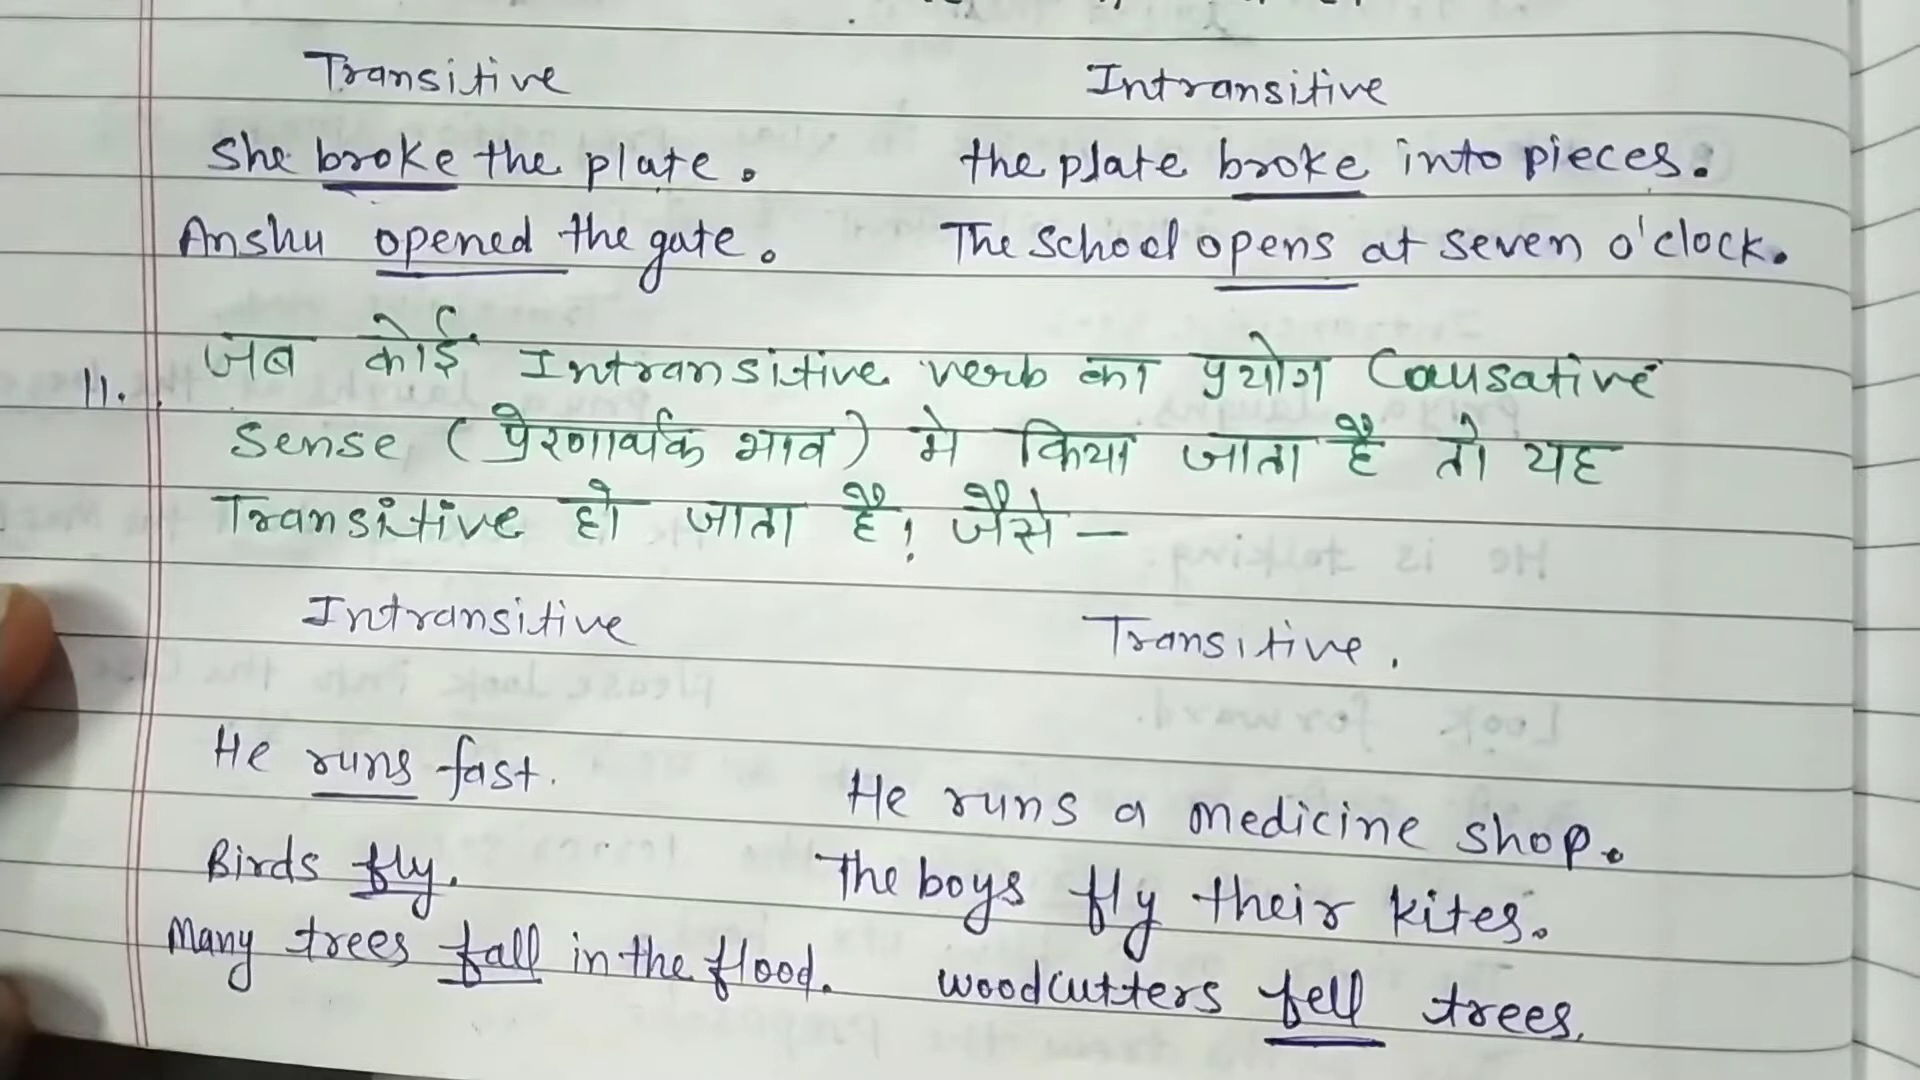 Transitive Intransitive
She broke the plate. the plate broke into pieces.
Anshu opened the gate. The School opens at seven o'clock.
11. जब कोई Intransitive verb का प्रयोग Causative
Sense (प्रेरणार्थक भाव) मे किया जाता है तो यह
Transitive हो जाता है। जैसे –
Intransitive Transitive.
He runs fast. He runs a medicine shop.
Birds fly. The boys fly their kites.
Many trees fall in the flood. woodcutters fell trees.